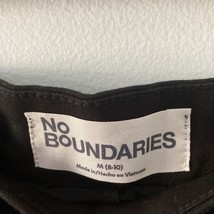 NO
BOUNDARIES
M (8-10)
Made in/Hecho en Vietnam